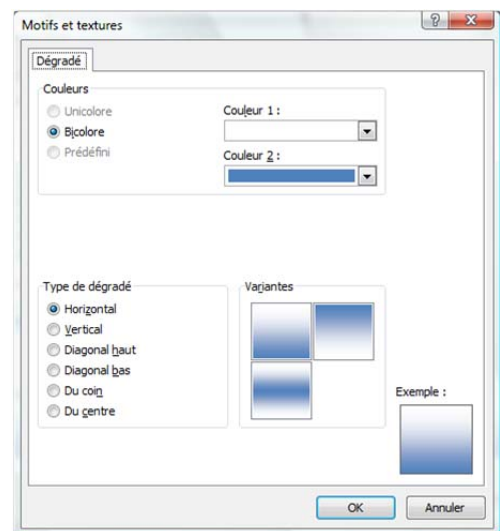 Motifs et textures
Dégradé
Couleurs
Unicolore
Bicolore
Prédéfini
Couleur 1 :
Couleur 2 :
Type de dégradé
Horizontal
Vertical
Diagonal haut
Diagonal bas
Du coin
Du centre
Variantes
Exemple :
OK
Annuler